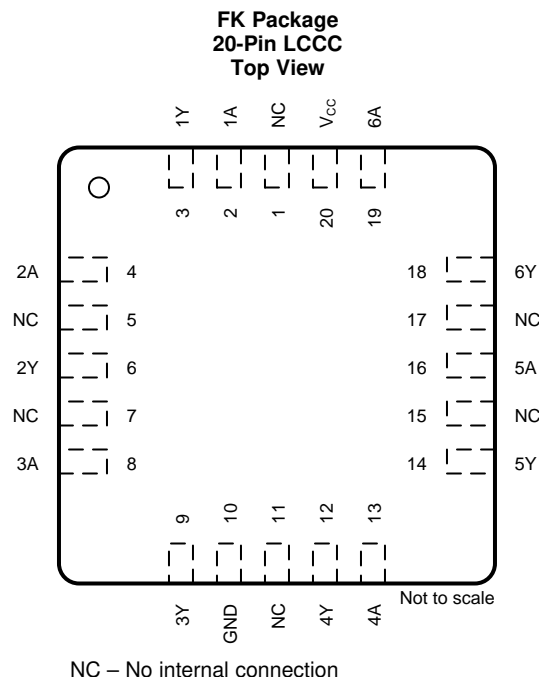 FK Package
20-Pin LCCC
Top View
1Y 1A NC Vcc 6A
3 2 1 20 19
2A 4 18 6Y
NC 5 17 NC
2Y 6 16 5A
NC 7 15 NC
3A 8 14 5Y
9 10 11 12 13
3Y GND NC 4Y 4A
Not to scale
NC – No internal connection